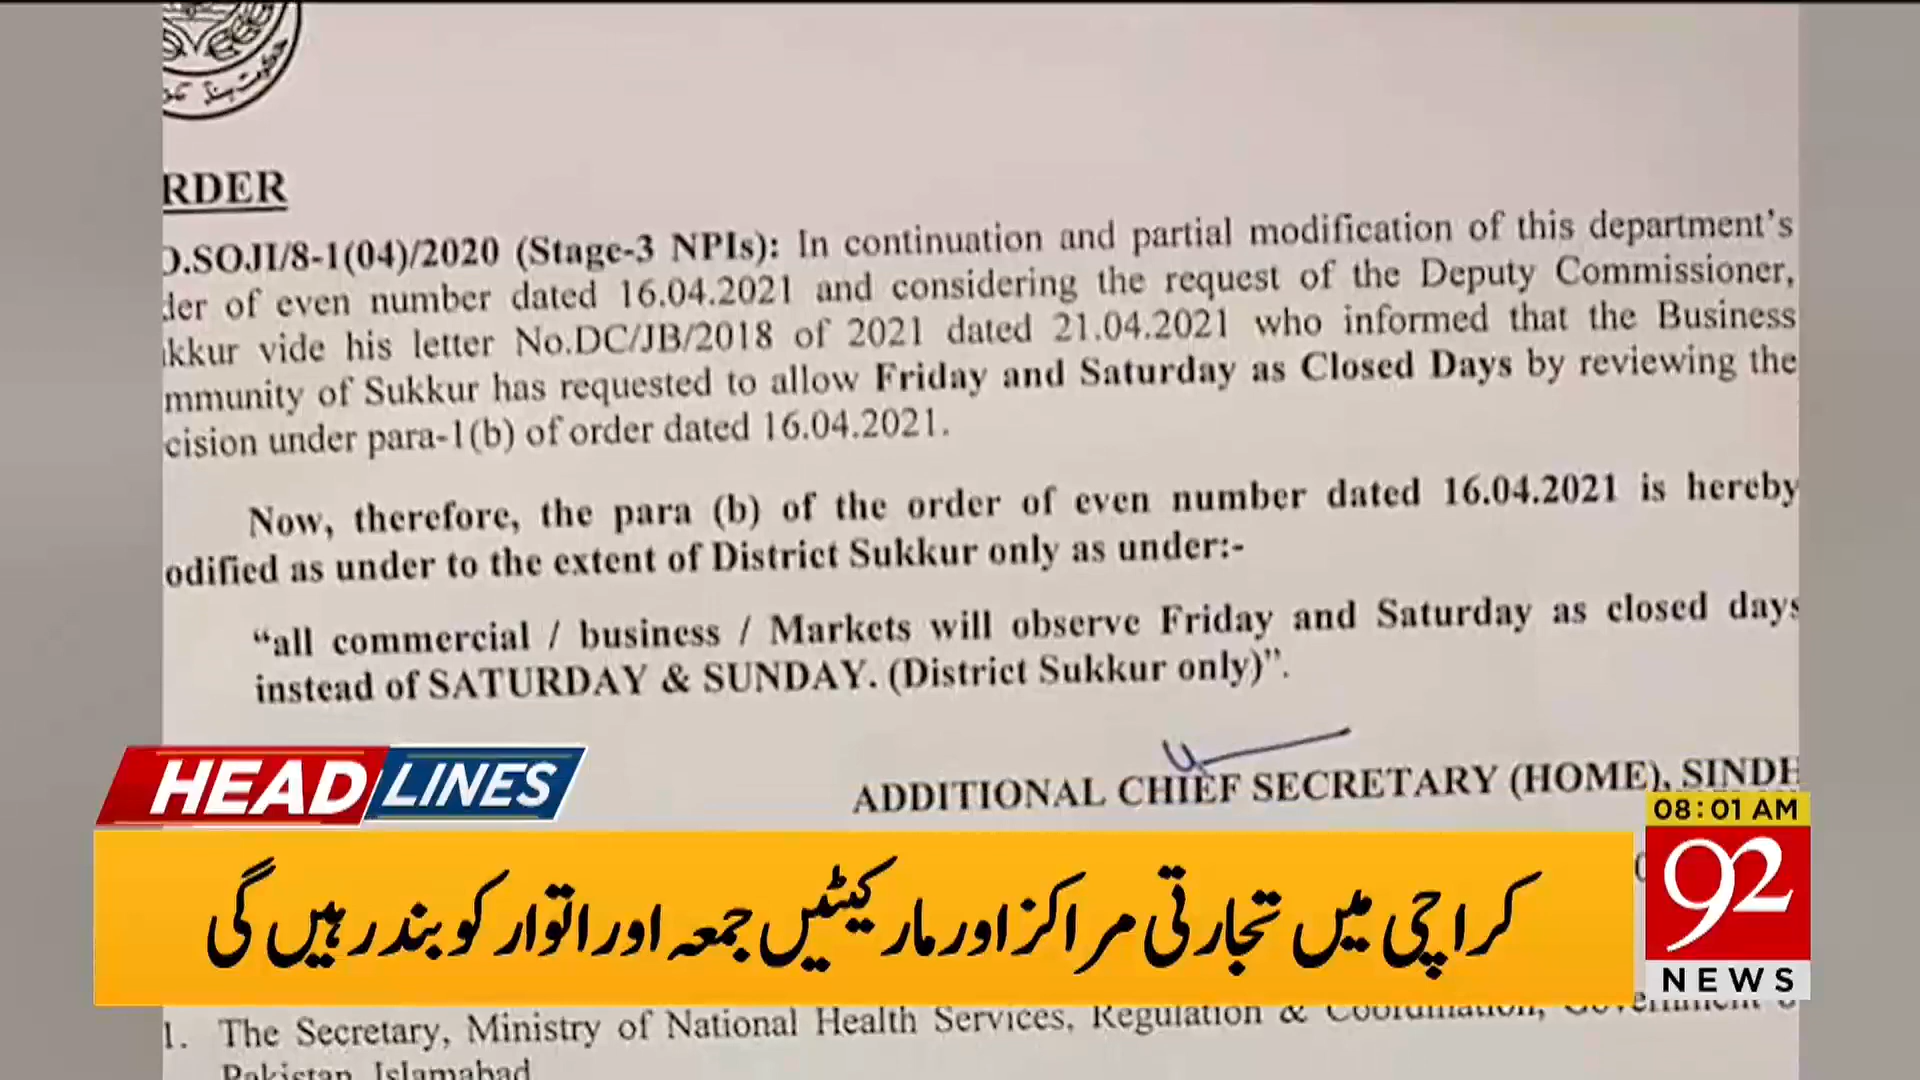 RDER
O.SOJI/8-1(04)/2020 (Stage-3 NPIs): In continuation and partial modification of this department's
der of even number dated 16.04.2021 and considering the request of the Deputy Commissioner,
kkur vide his letter No.DC/JB/2018 of 2021 dated 21.04.2021 who informed that the Business
mmunity of Sukkur has requested to allow Friday and Saturday as Closed Days by reviewing the
cision under para-1(b) of order dated 16.04.2021.
Now, therefore, the para (b) of the order of even number dated 16.04.2021 is hereby
odified as under to the extent of District Sukkur only as under:-
“all commercial / business / Markets will observe Friday and Saturday as closed days
instead of SATURDAY & SUNDAY. (District Sukkur only)”.
ADDITIONAL CHIEF SECRETARY (HOME), SINDH
HEADLINES
08:01 AM
92
NEWS
کراچی میں تجارتی مراکز اور مارکیٹیں جمعہ اور اتوار کو بند رہیں گی
1. The Secretary, Ministry of National Health Services, Regulation & Coordination, Government o
Pakistan, Islamabad